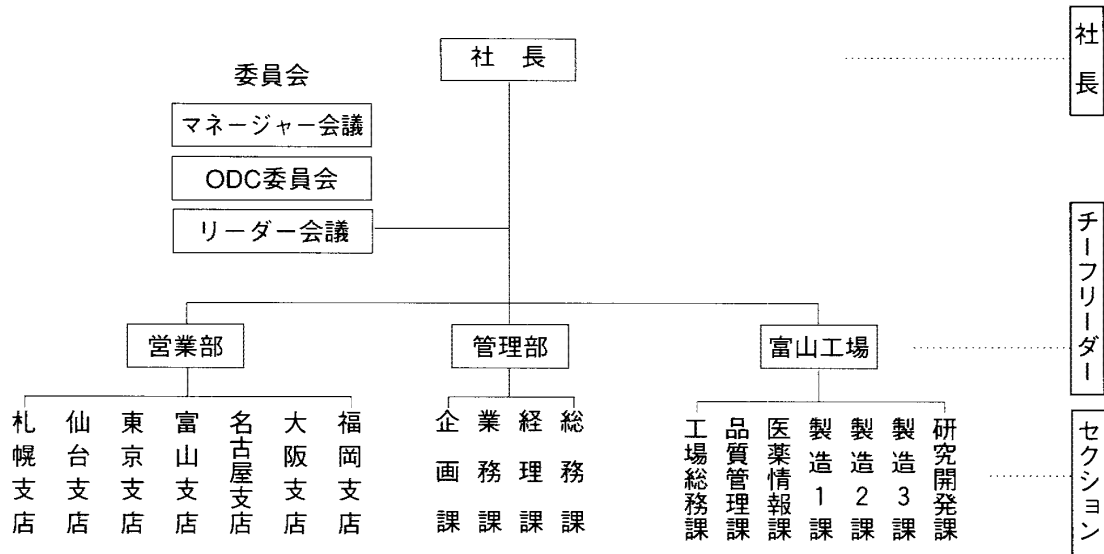 社長
社長
委員会
マネージャー会議
ODC委員会
リーダー会議
チーフリーダー
営業部
管理部
富山工場
札幌支店
仙台支店
東京支店
富山支店
名古屋支店
大阪支店
福岡支店
企画課
業務課
経理課
総務課
工場総務課
品質管理課
医薬情報課
製造1課
製造2課
製造3課
研究開発課
セクション